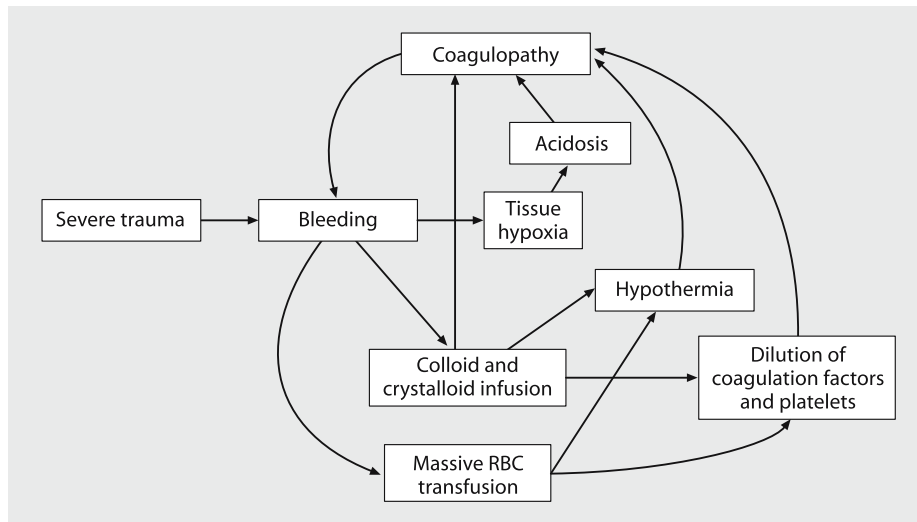 Coagulopathy
Acidosis
Severe trauma
Bleeding
Tissue
hypoxia
Hypothermia
Colloid and
crystalloid infusion
Dilution of
coagulation factors
and platelets
Massive RBC
transfusion